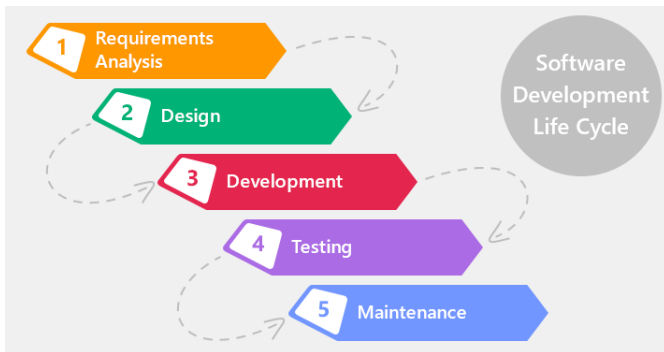 1
Requirements
Analysis
2
Design
3
Development
4
Testing
5
Maintenance
Software
Development
Life Cycle